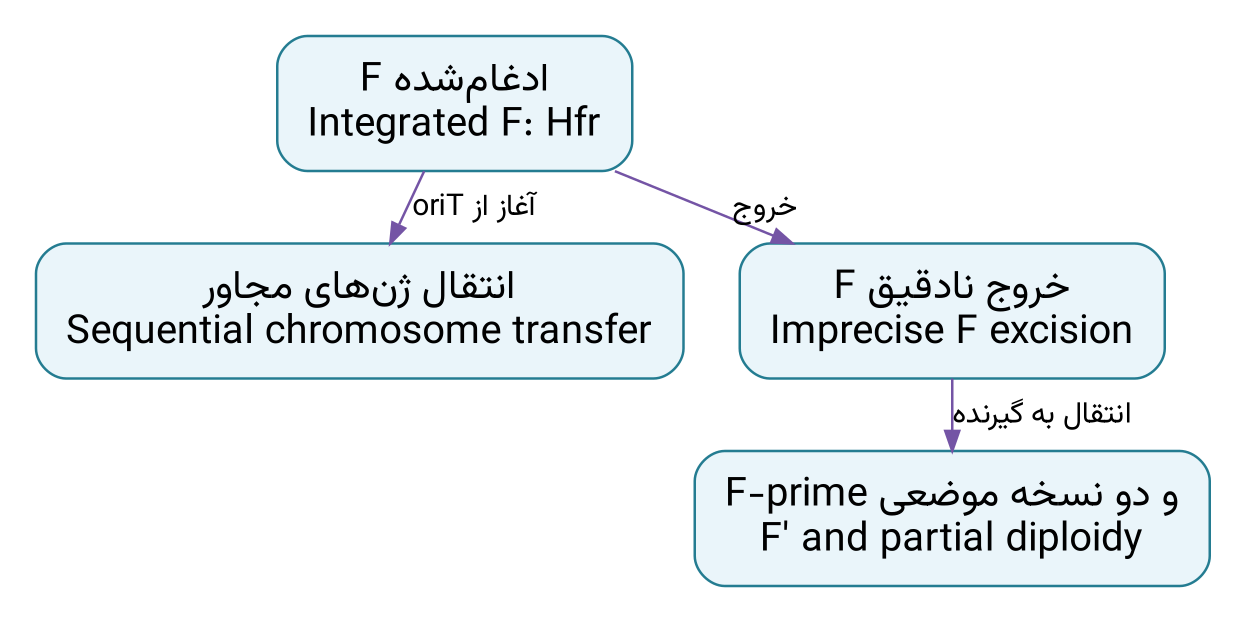 F ادغام‌شده
Integrated F: Hfr
آغاز از oriT
خروج
انتقال ژن‌های مجاور
Sequential chromosome transfer
خروج نادقیق F
Imprecise F excision
انتقال به گیرنده
F-prime و دو نسخه موضعی
F' and partial diploidy